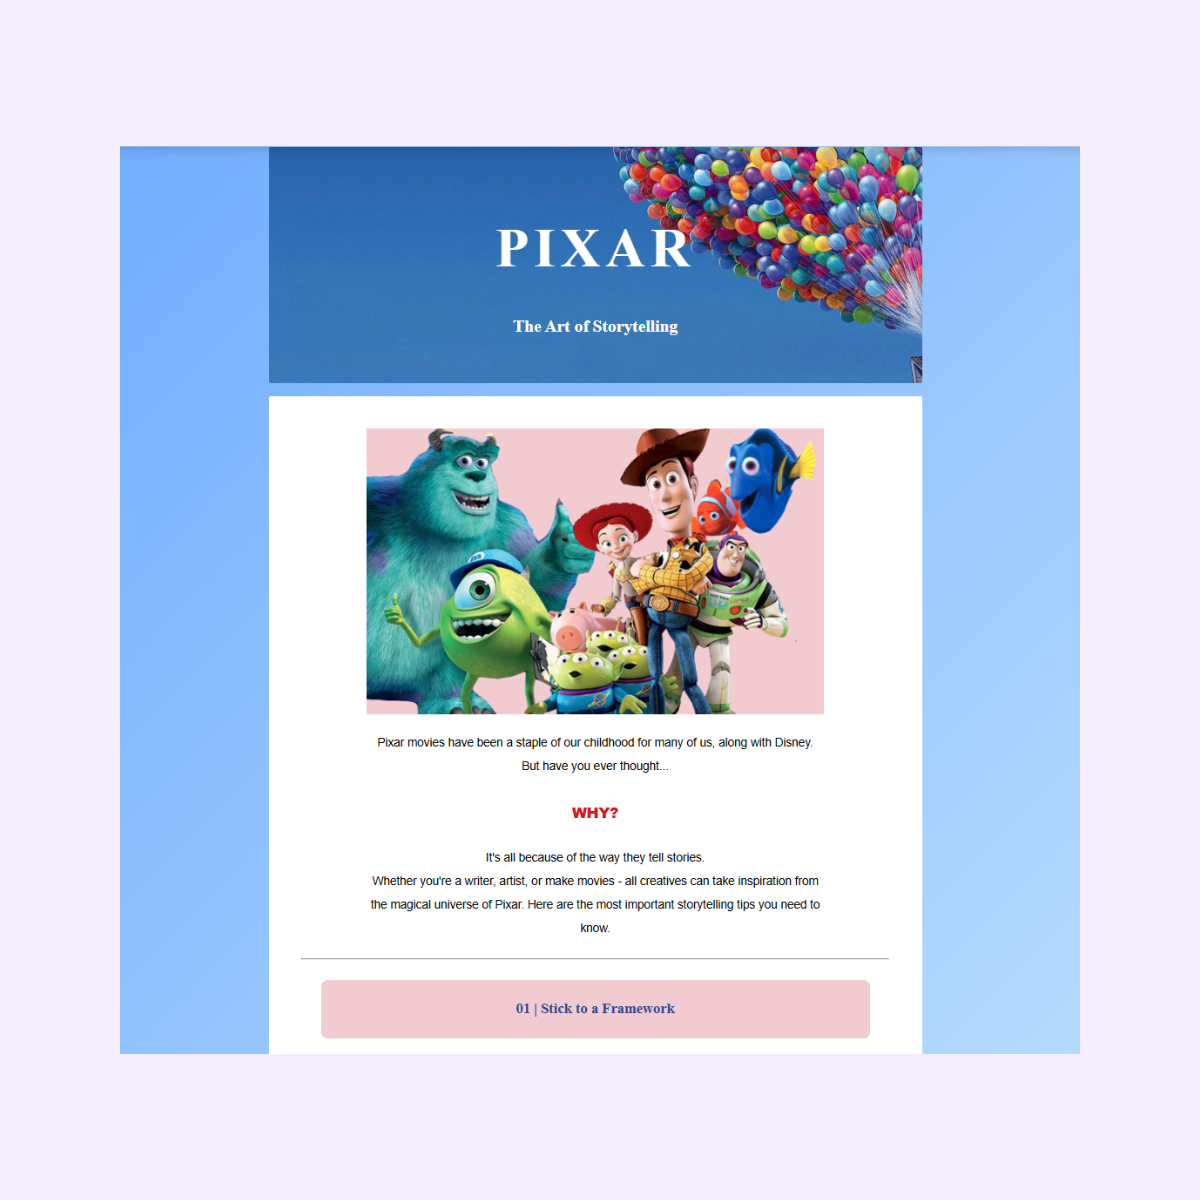 PIXAR
The Art of Storytelling
Pixar movies have been a staple of our childhood for many of us, along with Disney.
But have you ever thought...
WHY?
It's all because of the way they tell stories.
Whether you're a writer, artist, or make movies - all creatives can take inspiration from
the magical universe of Pixar. Here are the most important storytelling tips you need to
know.
01 | Stick to a Framework